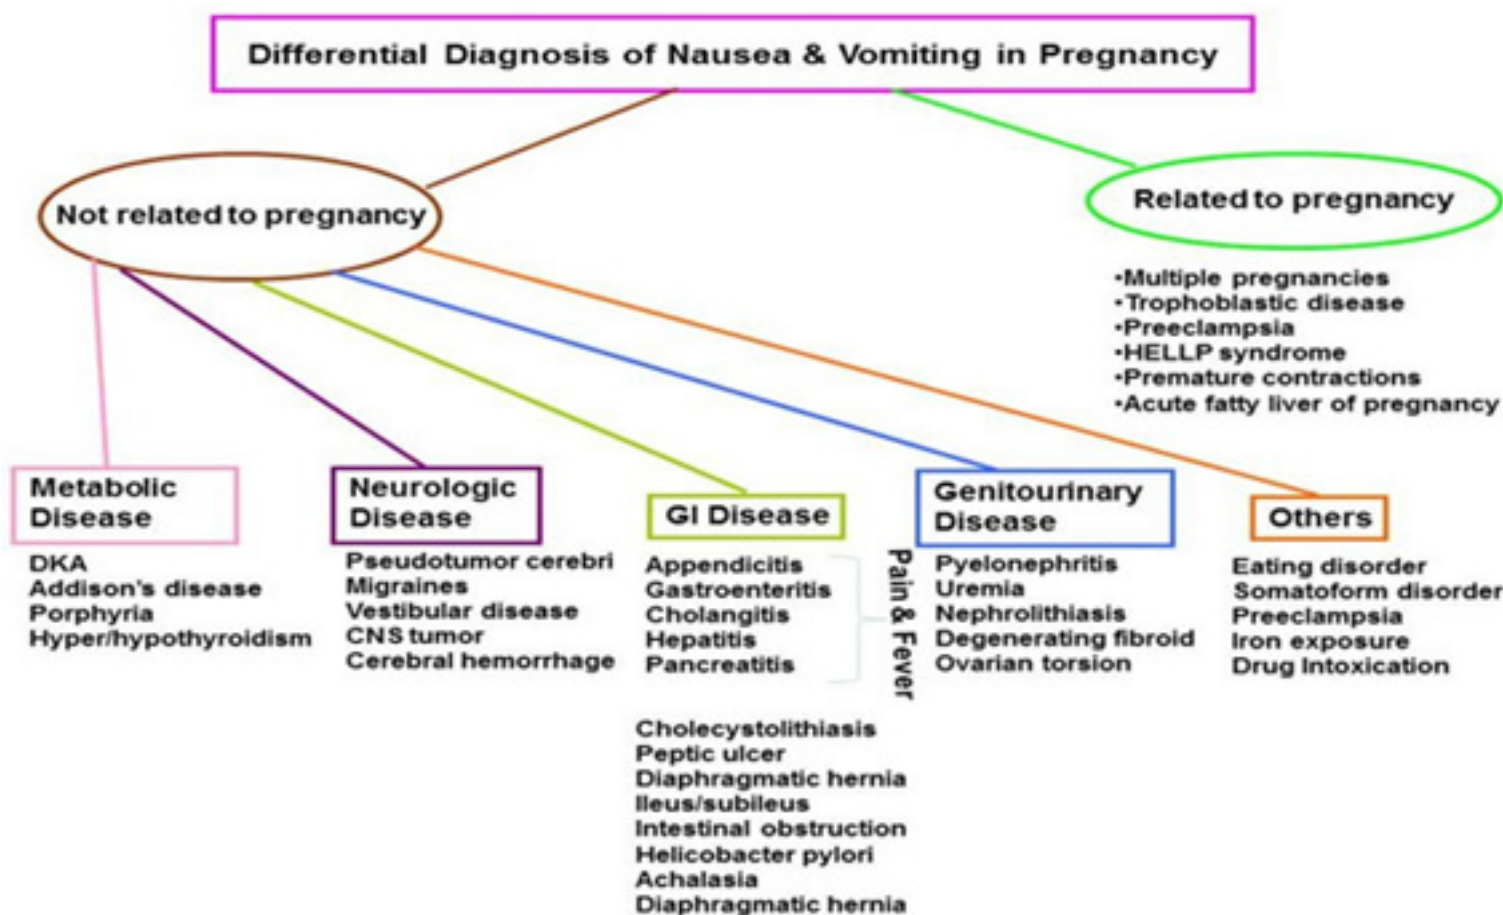 Differential Diagnosis of Nausea & Vomiting in Pregnancy
Not related to pregnancy
Related to pregnancy
•Multiple pregnancies
•Trophoblastic disease
•Preeclampsia
•HELLP syndrome
•Premature contractions
•Acute fatty liver of pregnancy
Metabolic
Disease
DKA
Addison's disease
Porphyria
Hyper/hypothyroidism
Neurologic
Disease
Pseudotumor cerebri
Migraines
Vestibular disease
CNS tumor
Cerebral hemorrhage
GI Disease
Appendicitis
Gastroenteritis
Cholangitis
Hepatitis
Pancreatitis
Pain & Fever
Cholecystolithiasis
Peptic ulcer
Diaphragmatic hernia
Ileus/subileus
Intestinal obstruction
Helicobacter pylori
Achalasia
Diaphragmatic hernia
Genitourinary
Disease
Pyelonephritis
Uremia
Nephrolithiasis
Degenerating fibroid
Ovarian torsion
Others
Eating disorder
Somatoform disorder
Preeclampsia
Iron exposure
Drug Intoxication